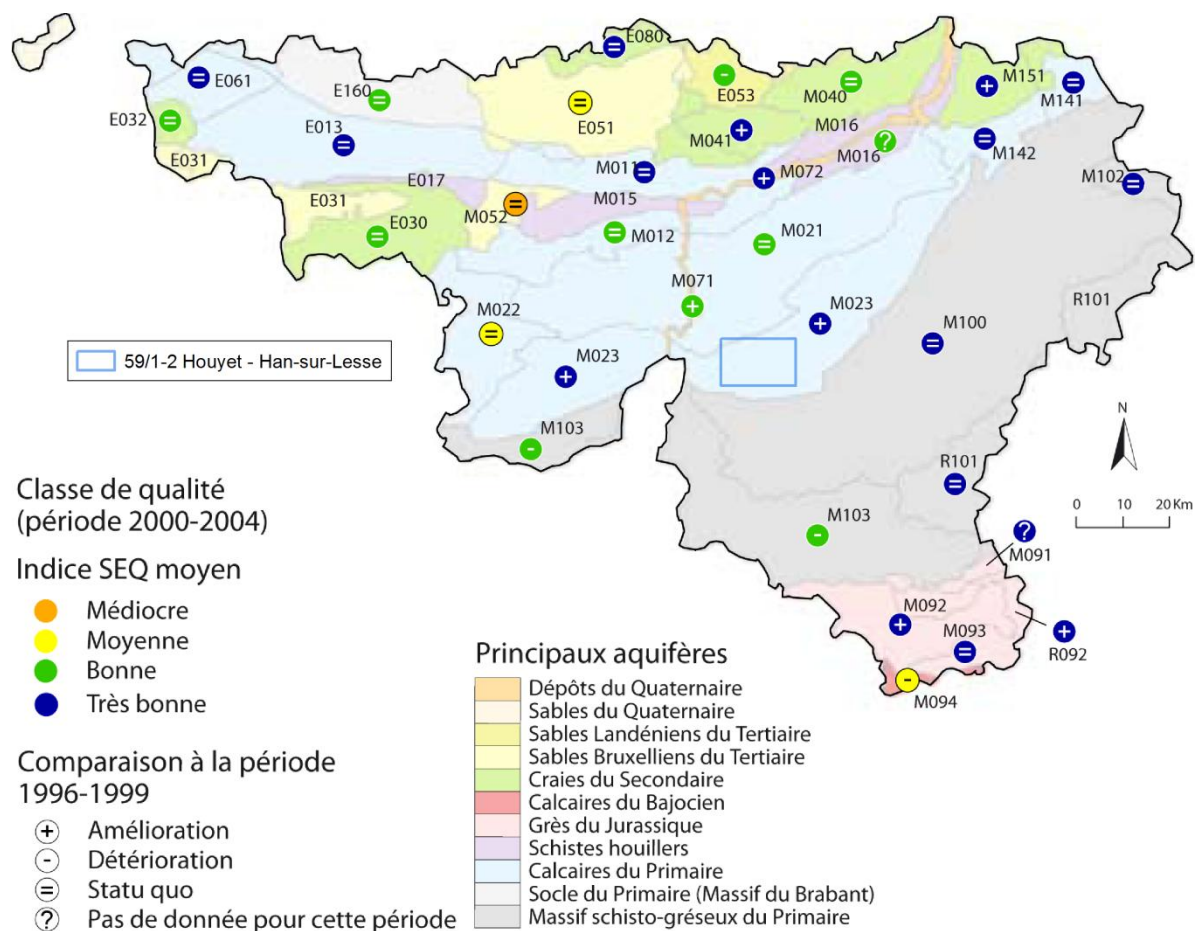 E080
E061
E160
E053
M040
M151
M141
E032
E051
E013
M041
M016
M016
M142
E031
M011
M072
M102
E017
E031
M052
M015
E030
M012
M021
M071
R101
M022
M023
M100
59/1-2 Houyet - Han-sur-Lesse
M023
M103
N
R101
0 10 20 Km
M103
M091
M092
M093
R092
M094
Classe de qualité
(période 2000-2004)
Indice SEQ moyen
Médiocre
Moyenne
Bonne
Très bonne
Comparaison à la période
1996-1999
+ Amélioration
- Détérioration
= Statu quo
? Pas de donnée pour cette période
Principaux aquifères
Dépôts du Quaternaire
Sables du Quaternaire
Sables Landéniens du Tertiaire
Sables Bruxelliens du Tertiaire
Craies du Secondaire
Calcaires du Bajocien
Grès du Jurassique
Schistes houillers
Calcaires du Primaire
Socle du Primaire (Massif du Brabant)
Massif schisto-gréseux du Primaire